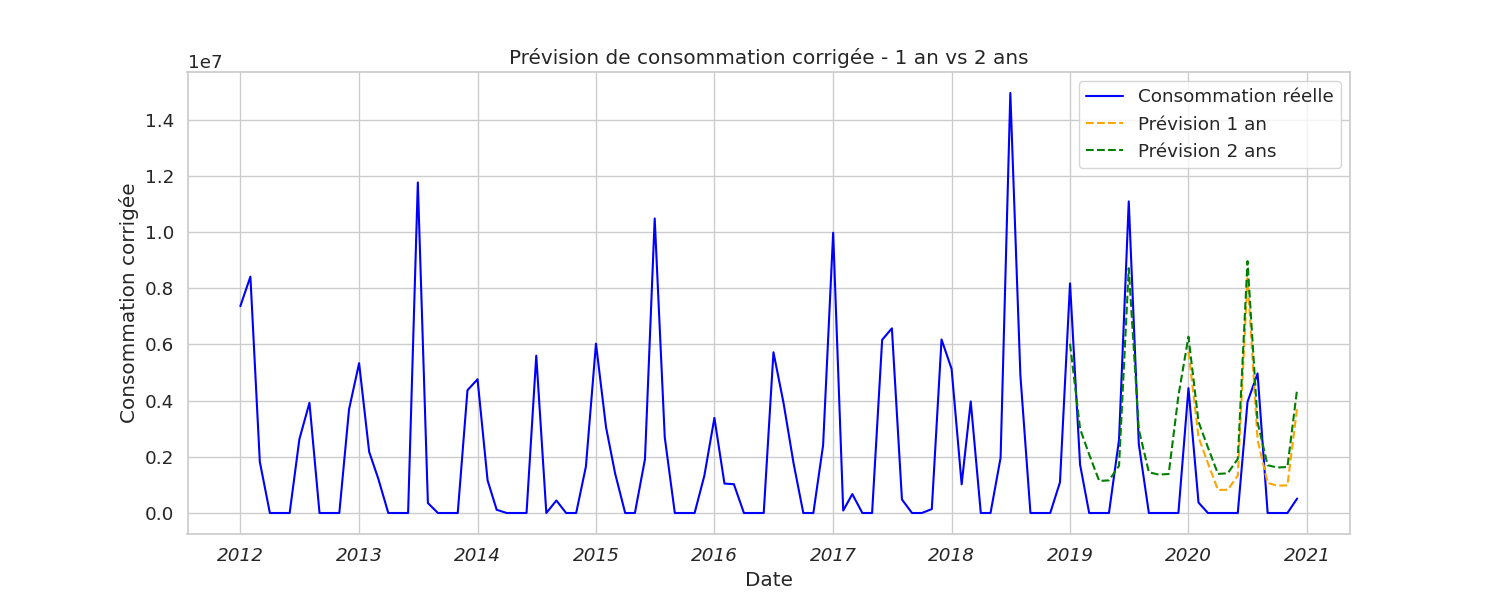 Prévision de consommation corrigée - 1 an vs 2 ans
1e7
Consommation réelle
Prévision 1 an
Prévision 2 ans
Consommation corrigée
1.4
1.2
1.0
0.8
0.6
0.4
0.2
0.0
2012 2013 2014 2015 2016 2017 2018 2019 2020 2021
Date